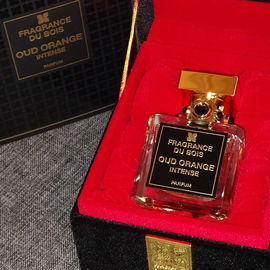 FRAGRANCE
DU BOIS
OUD ORANGE
INTENSE
PARFUM
FRAGRANCE
DU BOIS
OUD ORANGE
INTENSE
PARFUM